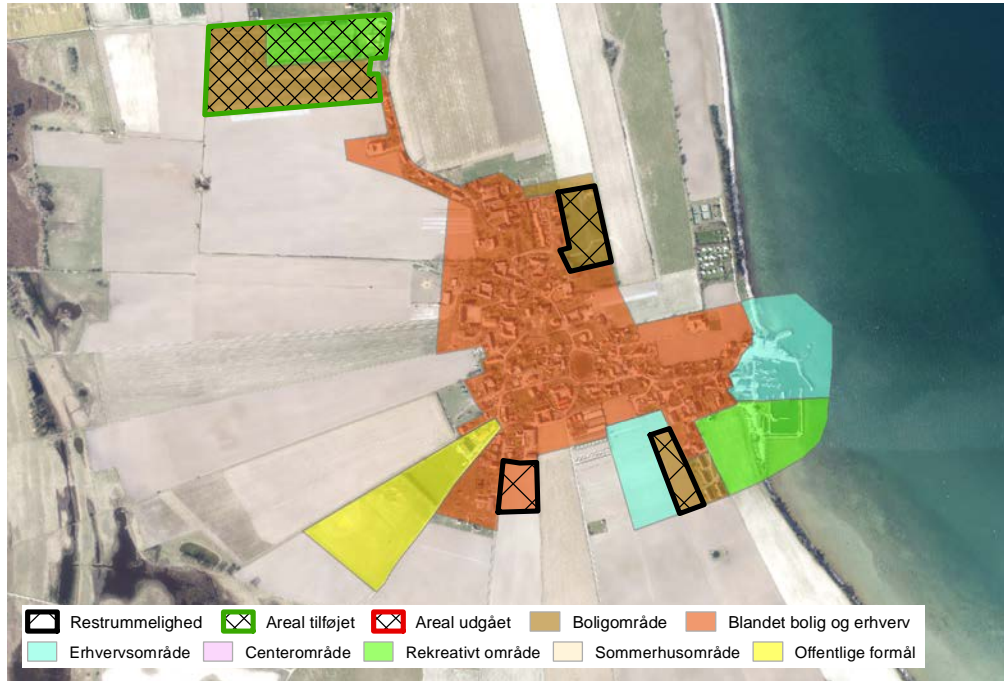 Restrummelighed Areal tilføjet Areal udgået Boligområde Blandet bolig og erhverv
Erhvervsområde Centerområde Rekreativt område Sommerhusområde Offentlige formål